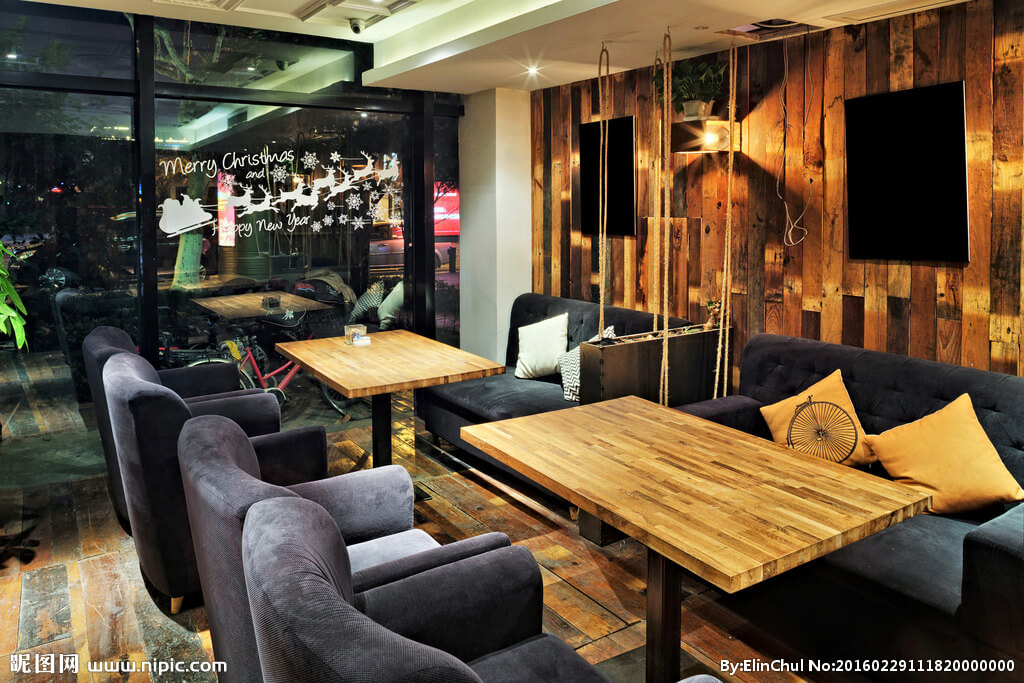 Merry Christmas
and
Happy New Year
昵图网 www.nipic.com
By:ElinChul No:20160229111820000000